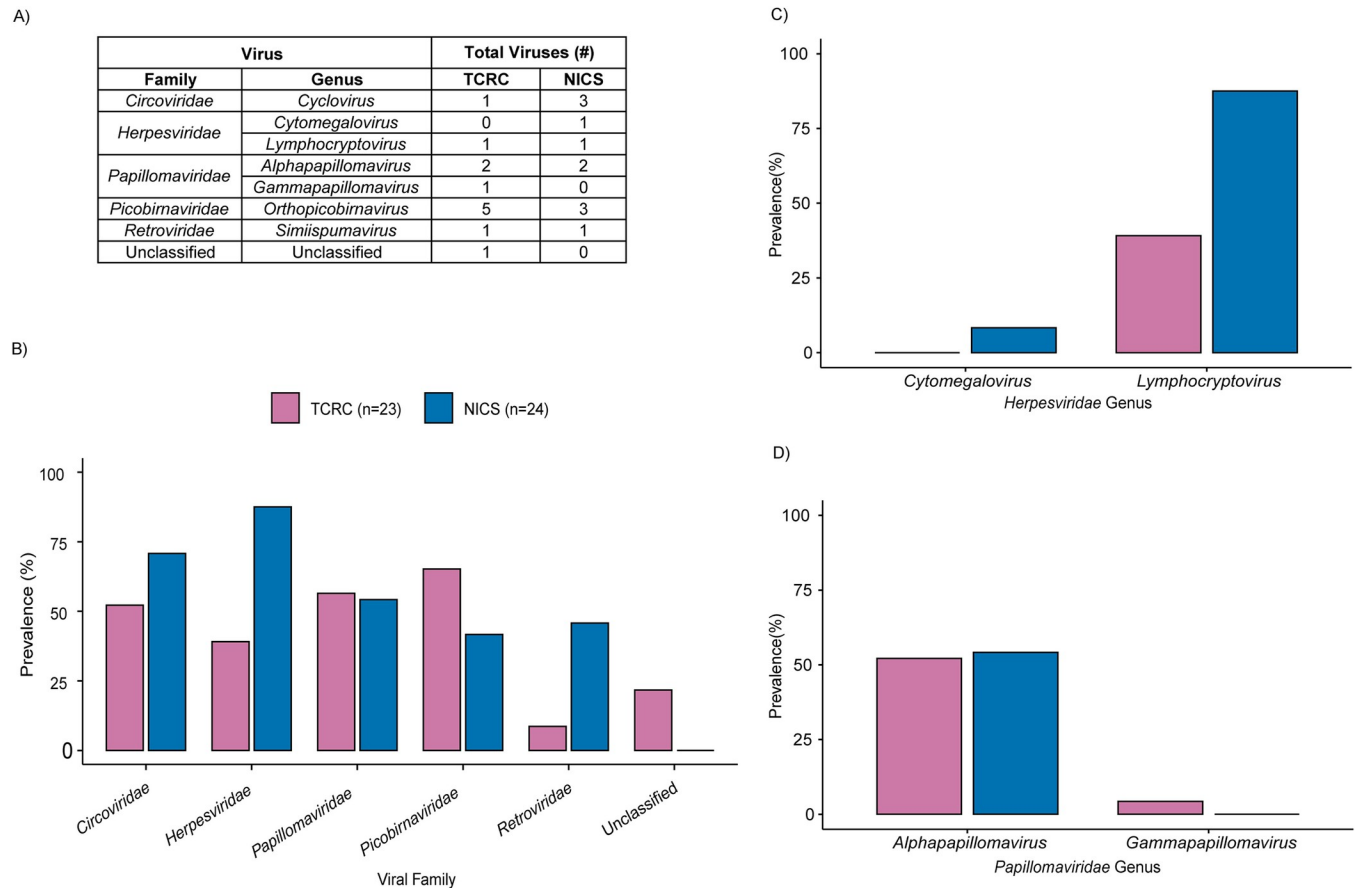 A)
Virus Total Viruses (#)
Family Genus TCRC NICS
Circoviridae Cyclovirus 1 3
Herpesviridae Cytomegalovirus 0 1
Lymphocryptovirus 1 1
Papillomaviridae Alphapapillomavirus 2 2
Gammapapillomavirus 1 0
Picobirnaviridae Orthopicobirnavirus 5 3
Retroviridae Simiispumavirus 1 1
Unclassified Unclassified 1 0
B)
TCRC (n=23) NICS (n=24)
100
75
50
25
0
Prevalence (%)
Circoviridae
Herpesviridae
Papillomaviridae
Picobirnaviridae
Retroviridae
Unclassified
Viral Family
C)
100
75
50
25
0
Prevalence(%)
Cytomegalovirus Lymphocryptovirus
Herpesviridae Genus
D)
100
75
50
25
0
Prevalence(%)
Alphapapillomavirus Gammapapillomavirus
Papillomaviridae Genus